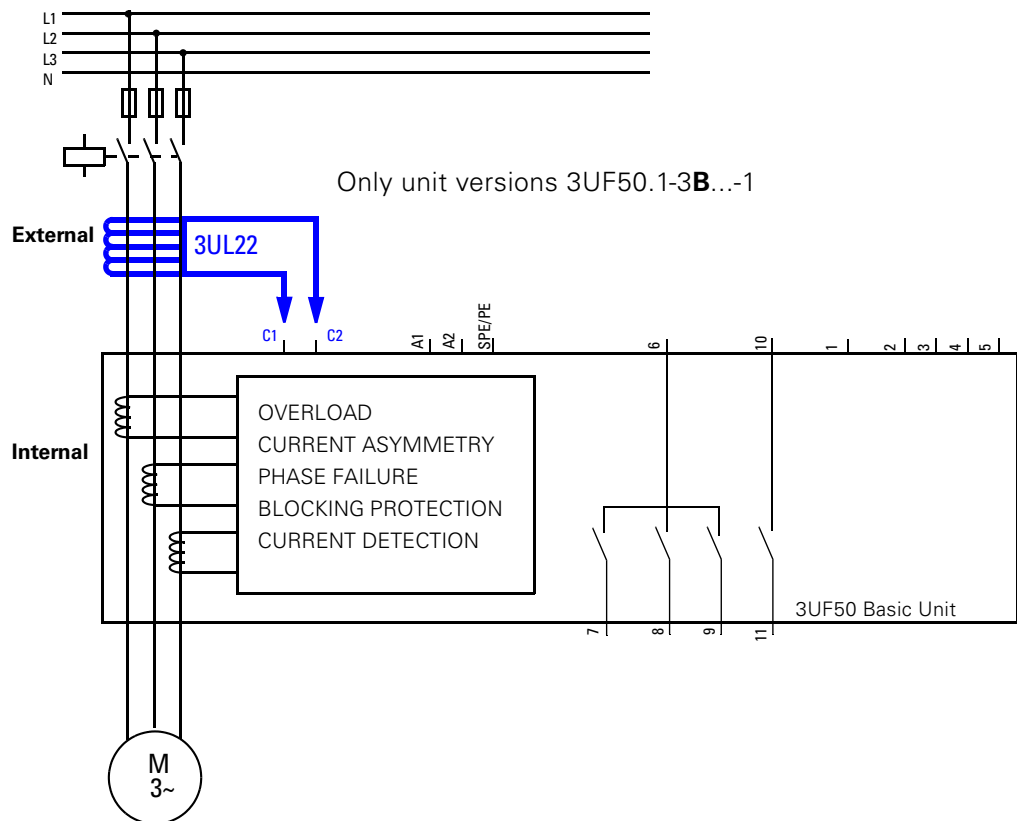 L1
L2
L3
N
Only unit versions 3UF50.1-3B...-1
External
3UL22
C1
C2
A1
A2
SPE/PE
6
10
1
2
3
4
5
Internal
OVERLOAD
CURRENT ASYMMETRY
PHASE FAILURE
BLOCKING PROTECTION
CURRENT DETECTION
3UF50 Basic Unit
7
8
9
11
M
3~